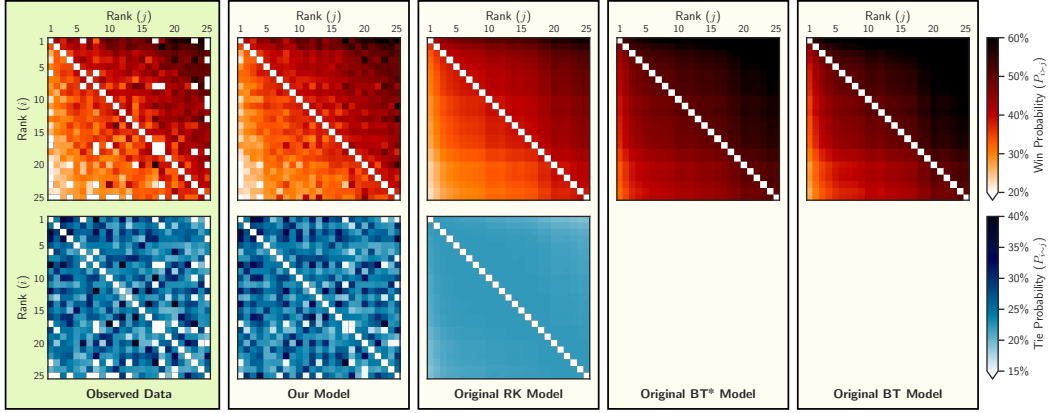 Rank (j)
1 5 10 15 20 25
Rank (j)
1 5 10 15 20 25
Rank (j)
1 5 10 15 20 25
Rank (j)
1 5 10 15 20 25
Rank (j)
1 5 10 15 20 25
Rank (i)
1
5
10
15
20
25
60%
50%
40%
30%
20%
Win Probability (P_{i≻j})
Rank (i)
1
5
10
15
20
25
40%
35%
30%
25%
20%
15%
Tie Probability (P_{i∼j})
Observed Data
Our Model
Original RK Model
Original BT* Model
Original BT Model